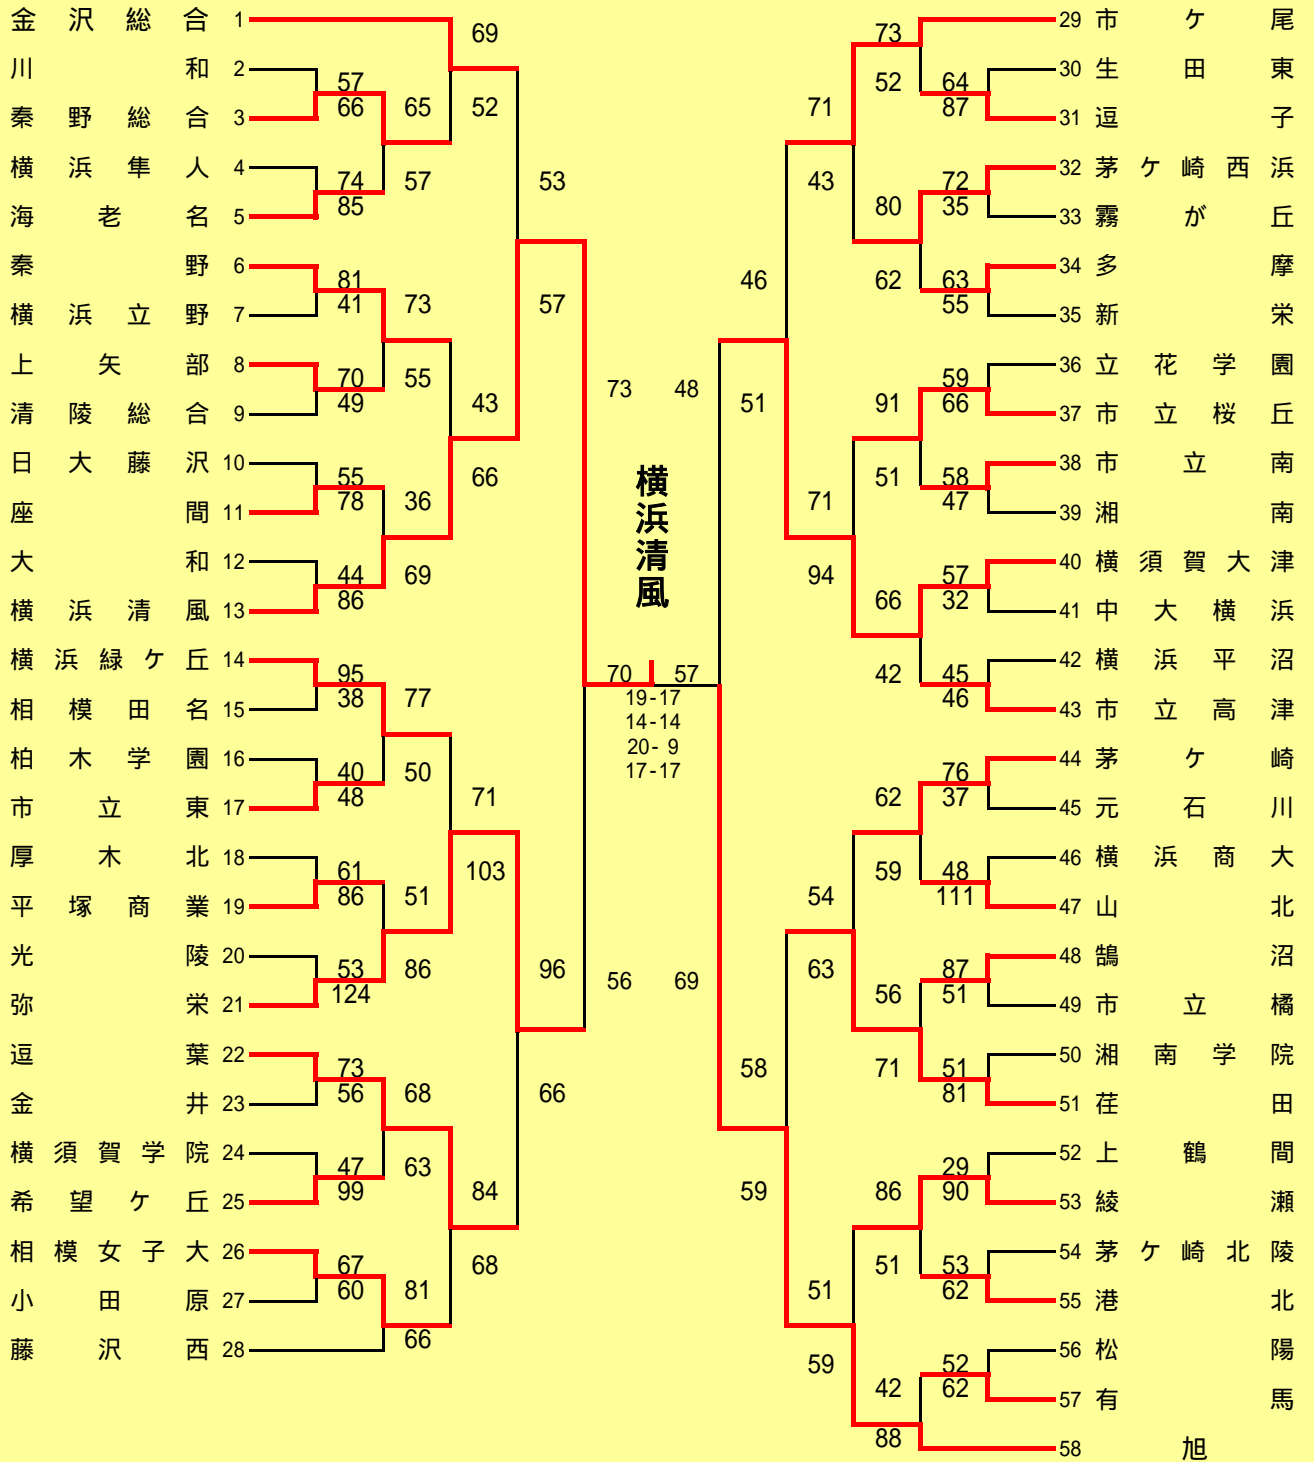 金沢総合 1
川和 2
秦野総合 3
横浜隼人 4
海老名 5
秦野 6
横浜立野 7
上矢部 8
清陵総合 9
日大藤沢 10
座間 11
大和 12
横浜清風 13
横浜緑ケ丘 14
相模田名 15
柏木学園 16
市立東 17
厚木北 18
平塚商業 19
光陵 20
弥栄 21
逗葉 22
金井 23
横須賀学院 24
希望ケ丘 25
相模女子大 26
小田原 27
藤沢西 28
57
66
74
85
81
41
70
49
55
78
44
86
95
38
40
48
61
86
53
124
73
56
47
99
67
60
65
57
73
55
36
69
77
50
51
86
68
63
81
66
69
52
43
66
71
103
84
68
53
57
96
66
73
56
横浜清風
70 57
19-17
14-14
20- 9
17-17
48
69
46
51
58
59
71
43
71
94
54
63
51
59
73
52
80
62
91
51
66
42
62
59
56
71
86
51
42
88
64
87
72
35
63
55
59
66
58
47
57
32
45
46
76
37
48
111
87
51
51
81
29
90
53
62
52
62
29 市ケ尾
30 生田東
31 逗子
32 茅ケ崎西浜
33 霧が丘
34 多摩
35 新栄
36 立花学園
37 市立桜丘
38 市立南
39 湘南
40 横須賀大津
41 中大横浜
42 横浜平沼
43 市立高津
44 茅ケ崎
45 元石川
46 横浜商大
47 山北
48 鵠沼
49 市立橘
50 湘南学院
51 荏田
52 上鶴間
53 綾瀬
54 茅ケ崎北陵
55 港北
56 松陽
57 有馬
58 旭